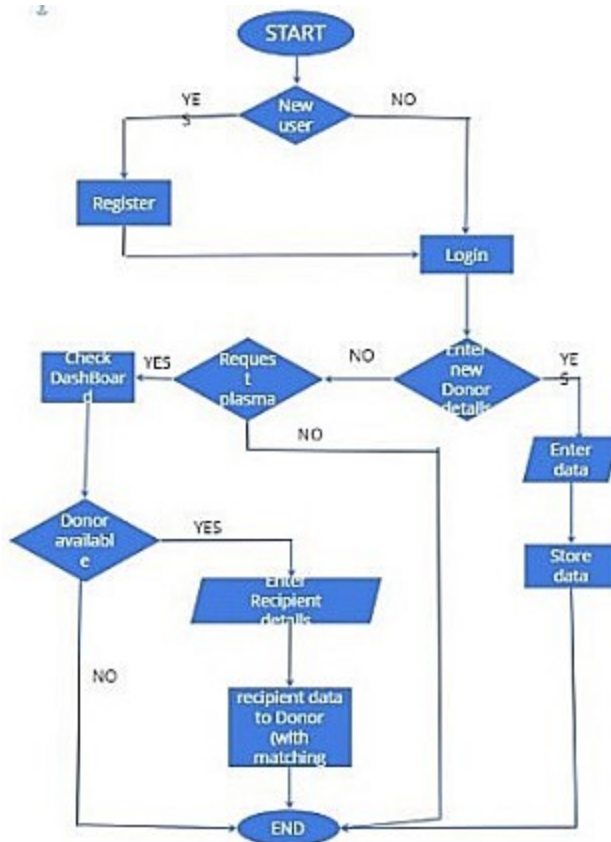 START
New
user
YE
S
NO
Register
Login
Enter
new
Donor
details
YE
S
NO
Reques
t
plasma
YES
NO
Check
DashBoar
d
Enter
data
Store
data
Donor
availabl
e
YES
NO
Enter
Recipient
details
recipient data
to Donor
(with
matching
END